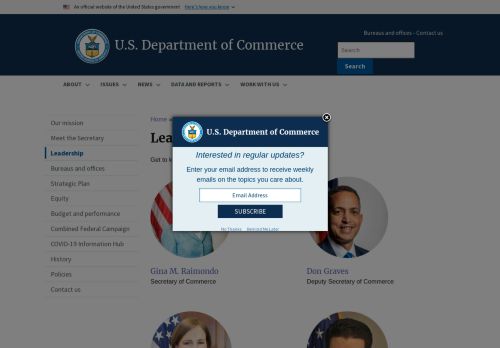 An official website of the United States government Here's how you know
U.S. Department of Commerce
Bureaus and offices - Contact us
Search
Search
ABOUT ISSUES NEWS DATA AND REPORTS WORK WITH US
Our mission
Meet the Secretary
Leadership
Bureaus and offices
Strategic Plan
Equity
Budget and performance
Combined Federal Campaign
COVID-19 Information Hub
History
Policies
Contact us
Home »
Lea
Get to k
U.S. Department of Commerce
Interested in regular updates?
Enter your email address to receive weekly
emails on the topics you care about.
Email Address
SUBSCRIBE
No Thanks Remind Me Later
Gina M. Raimondo
Secretary of Commerce
Don Graves
Deputy Secretary of Commerce